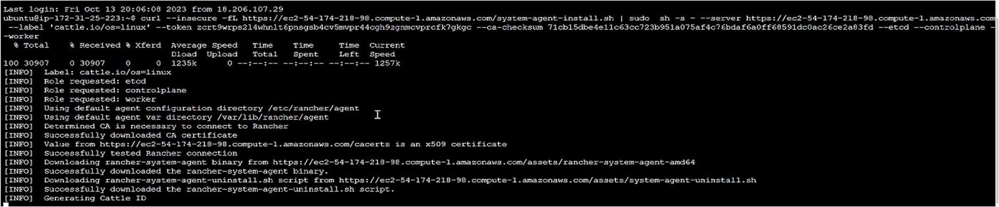 Last login: Fri Oct 13 20:06:08 2023 from 18.206.107.29
ubuntu@ip-172-31-25-223:~$ curl --insecure -fL https://ec2-54-174-218-98.compute-1.amazonaws.com/system-agent-install.sh | sudo  sh -s - --server https://ec2-54-174-218-98.compute-1.amazonaws.com
 --label 'cattle.io/os=linux' --token zcrt9wrps2l4whnlt6pnsgsb4cv5mvpr44cgh9zgnmcvprcfk7gkgc --ca-checksum 71cb15dbe4e11c63cc723b951a075af4c76bdaf6a0ff68591dc0ac26ce2a83fd --etcd --controlplane -
-worker
  % Total    % Received % Xferd  Average Speed   Time    Time     Time  Current
                                 Dload  Upload   Total   Spent    Left  Speed
100 30907    0 30907    0     0  1235k      0 --:--:-- --:--:-- --:--:-- 1257k
[INFO]  Label: cattle.io/os=linux
[INFO]  Role requested: etcd
[INFO]  Role requested: controlplane
[INFO]  Role requested: worker
[INFO]  Using default agent configuration directory /etc/rancher/agent
[INFO]  Using default agent var directory /var/lib/rancher/agent
[INFO]  Determined CA is necessary to connect to Rancher
[INFO]  Successfully downloaded CA certificate
[INFO]  Value from https://ec2-54-174-218-98.compute-1.amazonaws.com/cacerts is an x509 certificate
[INFO]  Successfully tested Rancher connection
[INFO]  Downloading rancher-system-agent binary from https://ec2-54-174-218-98.compute-1.amazonaws.com/assets/rancher-system-agent-amd64
[INFO]  Successfully downloaded the rancher-system-agent binary.
[INFO]  Downloading rancher-system-agent-uninstall.sh script from https://ec2-54-174-218-98.compute-1.amazonaws.com/assets/system-agent-uninstall.sh
[INFO]  Successfully downloaded the rancher-system-agent-uninstall.sh script.
[INFO]  Generating Cattle ID